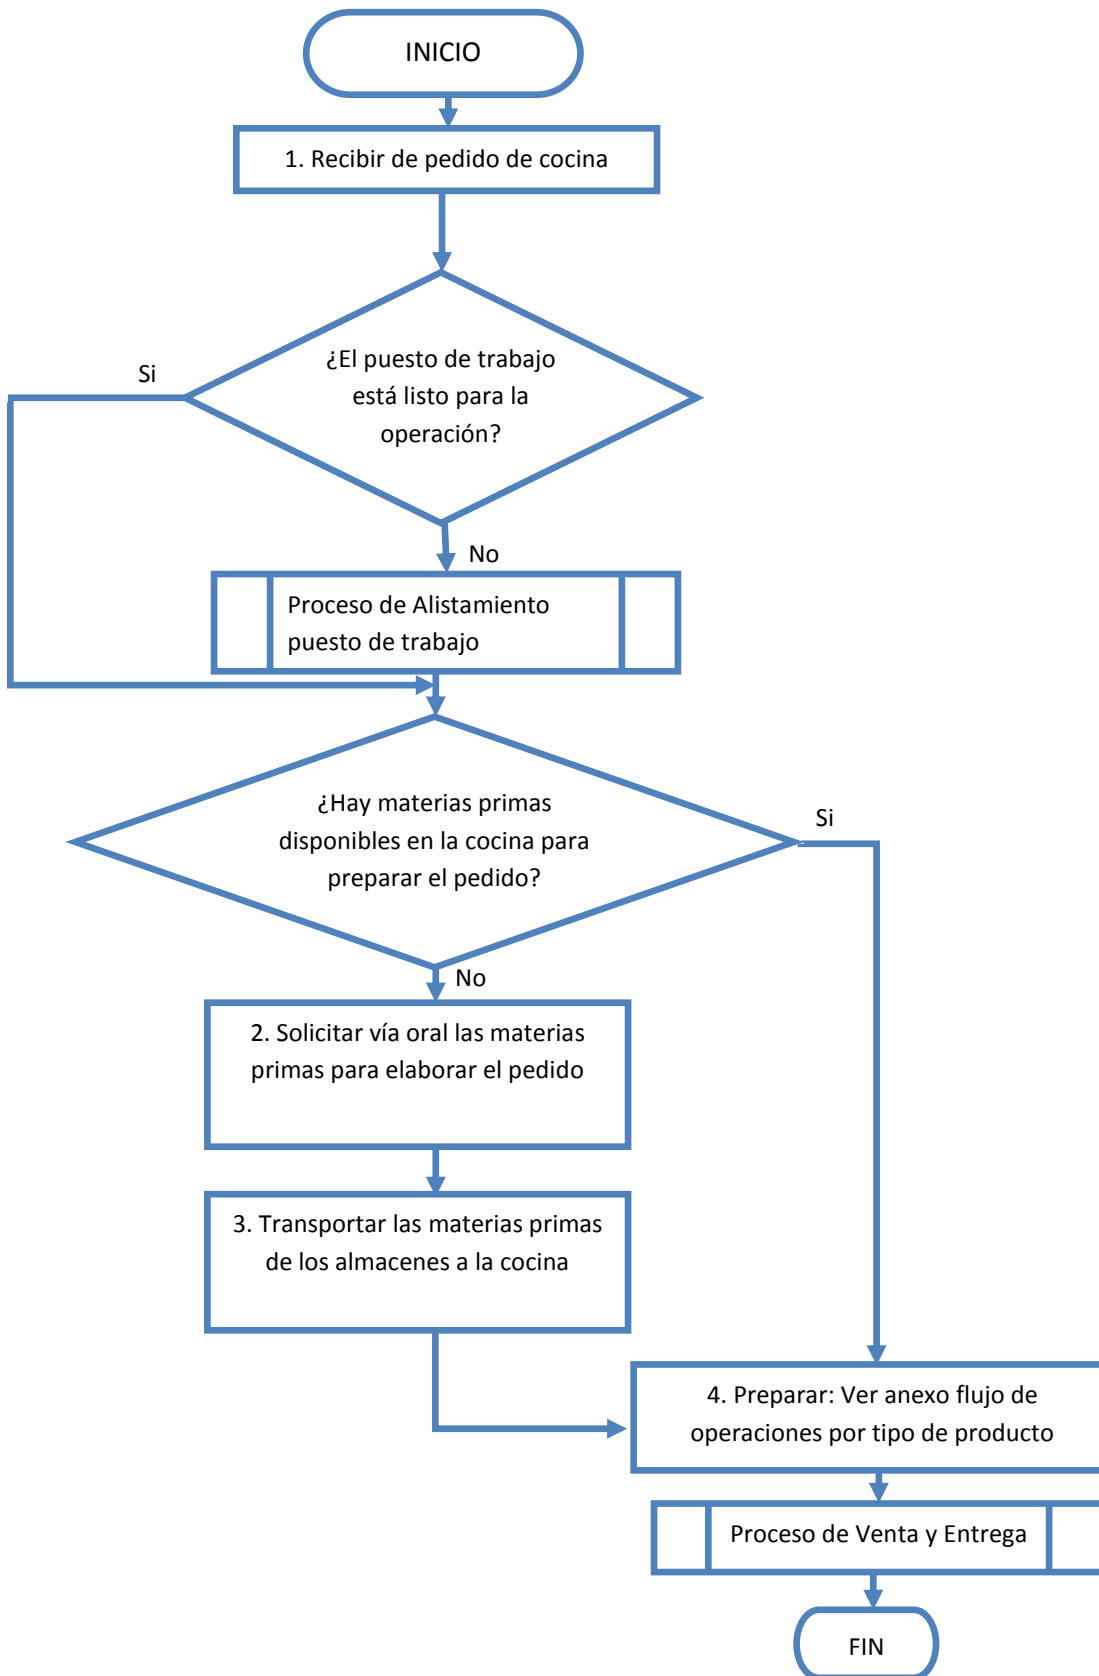 INICIO
1. Recibir de pedido de cocina
¿El puesto de trabajo
está listo para la
operación?
Si
No
Proceso de Alistamiento
puesto de trabajo
¿Hay materias primas
disponibles en la cocina para
preparar el pedido?
Si
No
2. Solicitar vía oral las materias
primas para elaborar el pedido
3. Transportar las materias primas
de los almacenes a la cocina
4. Preparar: Ver anexo flujo de
operaciones por tipo de producto
Proceso de Venta y Entrega
FIN